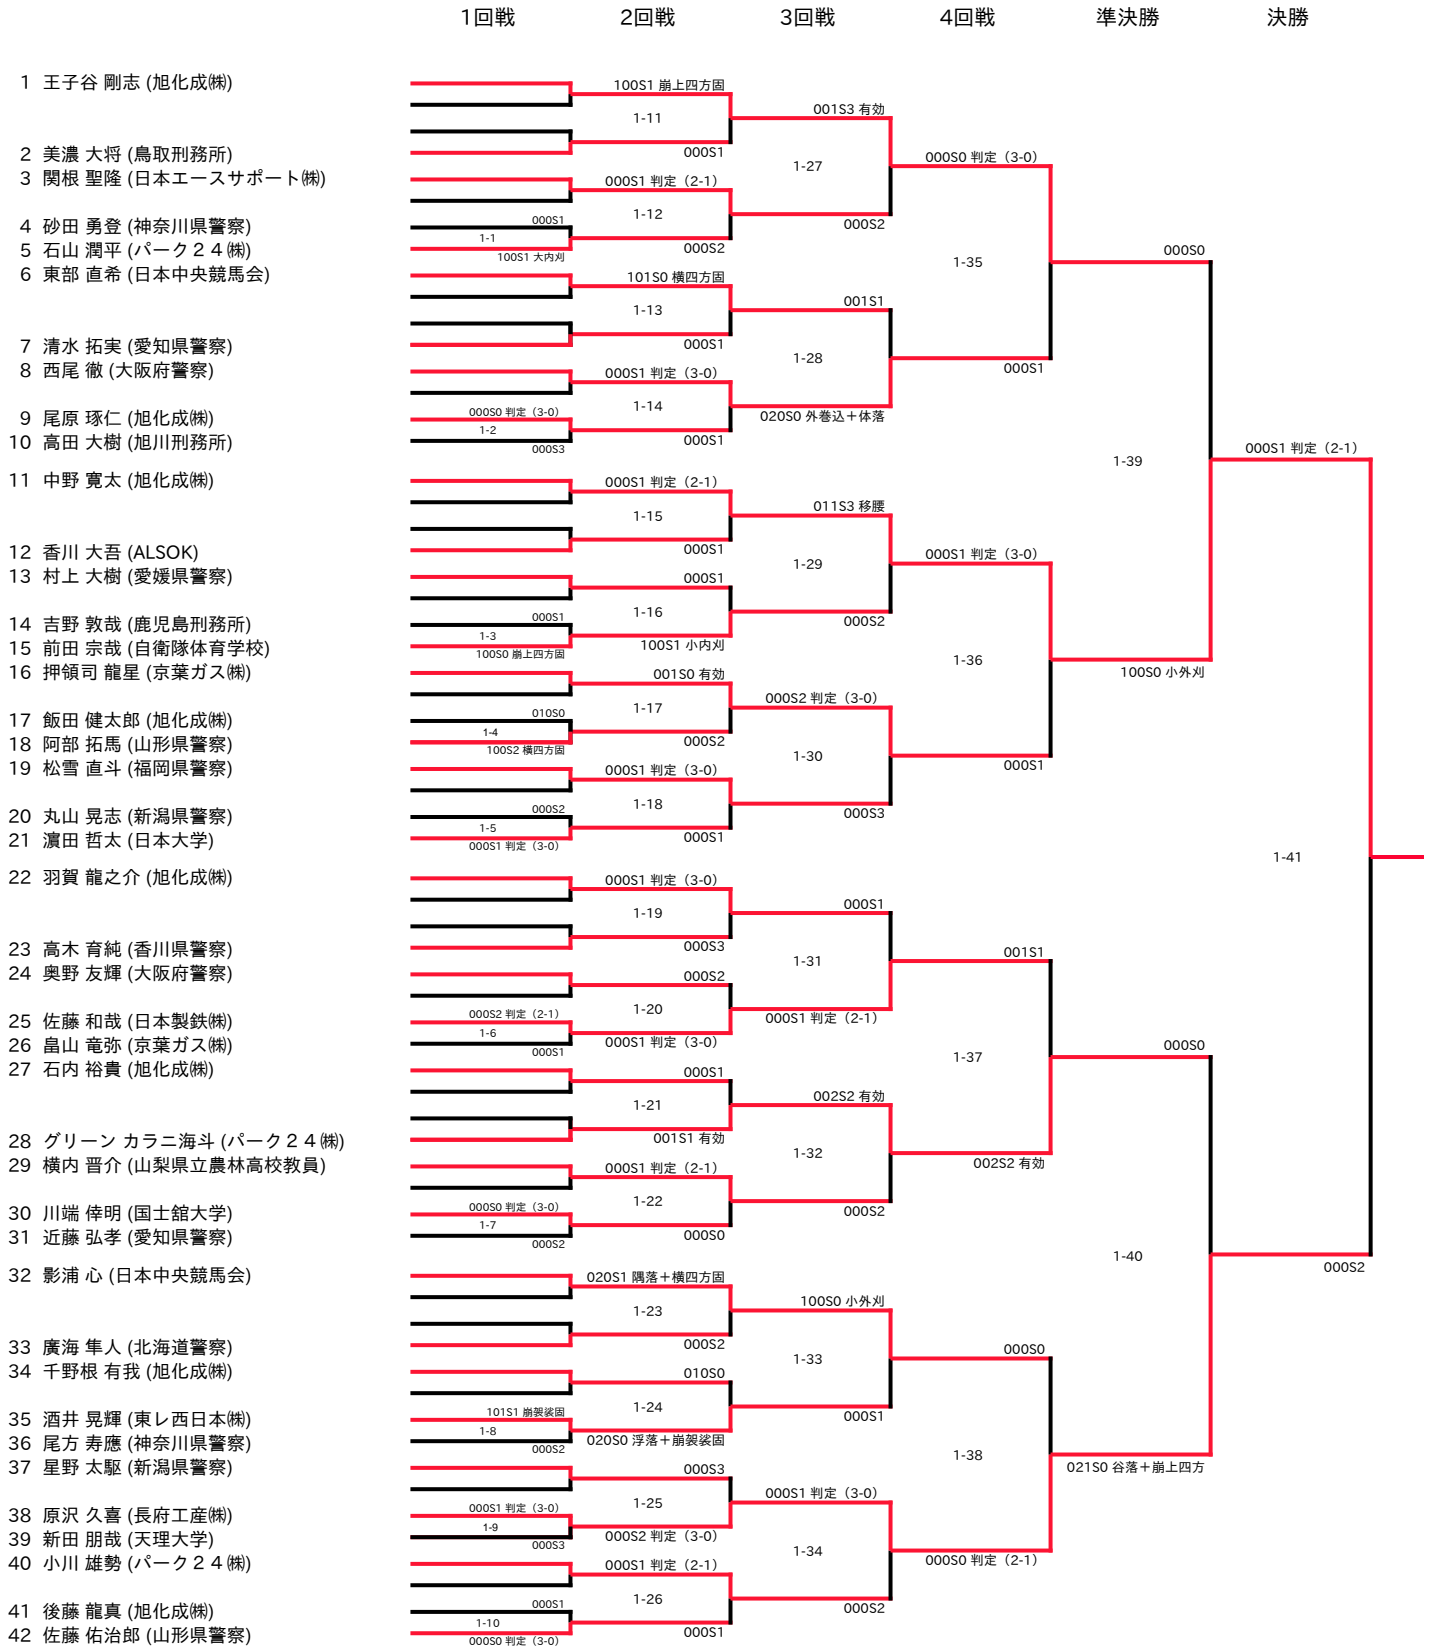 1回戦 2回戦 3回戦 4回戦 準決勝 決勝
1 王子谷 剛志 (旭化成㈱)
100S1 崩上四方固
001S3 有効
1-11
2 美濃 大将 (鳥取刑務所)
000S1
000S0 判定（3-0）
1-27
3 関根 聖隆 (日本エースサポート㈱)
000S1 判定（2-1）
1-12
000S2
4 砂田 勇登 (神奈川県警察)
000S1
1-1
5 石山 潤平 (パーク２４㈱)
100S1 大内刈
000S2
000S0
1-35
6 東部 直希 (日本中央競馬会)
101S0 横四方固
001S1
1-13
7 清水 拓実 (愛知県警察)
000S1
1-28
000S1
8 西尾 徹 (大阪府警察)
000S1 判定（3-0）
1-14
020S0 外巻込＋体落
9 尾原 琢仁 (旭化成㈱)
000S0 判定（3-0）
1-2
10 高田 大樹 (旭川刑務所)
000S3
000S1
1-39
000S1 判定（2-1）
11 中野 寛太 (旭化成㈱)
000S1 判定（2-1）
011S3 移腰
1-15
12 香川 大吾 (ALSOK)
000S1
000S1 判定（3-0）
1-29
13 村上 大樹 (愛媛県警察)
000S1
1-16
000S2
14 吉野 敦哉 (鹿児島刑務所)
000S1
1-3
15 前田 宗哉 (自衛隊体育学校)
100S0 崩上四方固
100S1 小内刈
1-36
100S0 小外刈
16 押領司 龍星 (京葉ガス㈱)
001S0 有効
000S2 判定（3-0）
1-17
17 飯田 健太郎 (旭化成㈱)
010S0
1-4
18 阿部 拓馬 (山形県警察)
100S2 横四方固
000S2
1-30
000S1
19 松雪 直斗 (福岡県警察)
000S1 判定（3-0）
1-18
000S3
20 丸山 晃志 (新潟県警察)
000S2
1-5
21 濵田 哲太 (日本大学)
000S1 判定（3-0）
000S1
1-41
22 羽賀 龍之介 (旭化成㈱)
000S1 判定（3-0）
000S1
1-19
23 高木 育純 (香川県警察)
000S3
001S1
1-31
24 奥野 友輝 (大阪府警察)
000S2
1-20
000S1 判定（2-1）
25 佐藤 和哉 (日本製鉄㈱)
000S2 判定（2-1）
1-6
26 畠山 竜弥 (京葉ガス㈱)
000S1
000S1 判定（3-0）
000S0
1-37
27 石内 裕貴 (旭化成㈱)
000S1
002S2 有効
1-21
28 グリーン カラニ海斗 (パーク２４㈱)
001S1 有効
1-32
002S2 有効
29 横内 晋介 (山梨県立農林高校教員)
000S1 判定（2-1）
1-22
000S2
30 川端 倖明 (国士舘大学)
000S0 判定（3-0）
1-7
31 近藤 弘孝 (愛知県警察)
000S2
000S0
1-40
000S2
32 影浦 心 (日本中央競馬会)
020S1 隅落＋横四方固
100S0 小外刈
1-23
33 廣海 隼人 (北海道警察)
000S2
000S0
1-33
34 千野根 有我 (旭化成㈱)
010S0
1-24
000S1
35 酒井 晃輝 (東レ西日本㈱)
101S1 崩袈裟固
1-8
36 尾方 寿應 (神奈川県警察)
000S2
020S0 浮落＋崩袈裟固
1-38
021S0 谷落＋崩上四方
37 星野 太駆 (新潟県警察)
000S3
000S1 判定（3-0）
1-25
38 原沢 久喜 (長府工産㈱)
000S1 判定（3-0）
1-9
39 新田 朋哉 (天理大学)
000S3
000S2 判定（3-0）
1-34
000S0 判定（2-1）
40 小川 雄勢 (パーク２４㈱)
000S1 判定（2-1）
1-26
000S2
41 後藤 龍真 (旭化成㈱)
000S1
1-10
42 佐藤 佑治郎 (山形県警察)
000S0 判定（3-0）
000S1